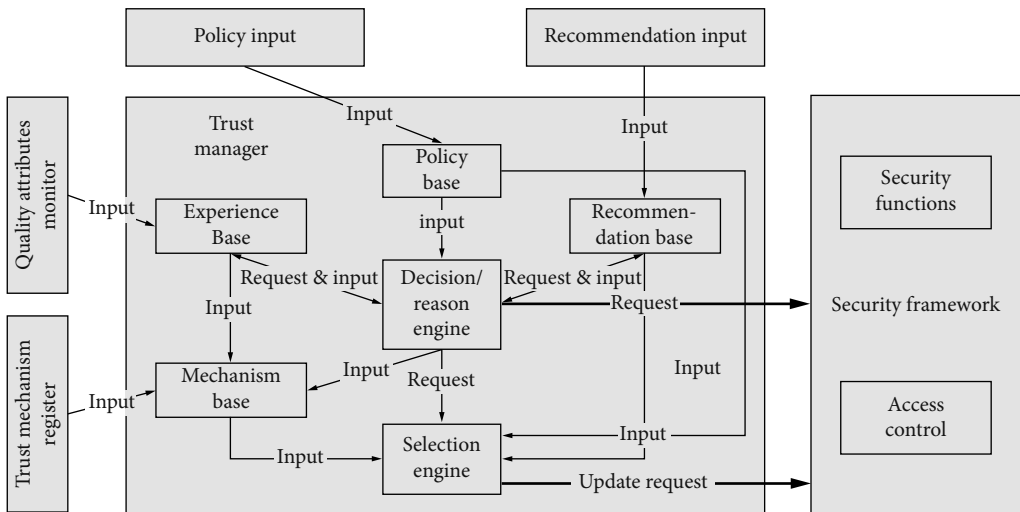 Policy input
Recommendation input
Quality attributes
monitor
Trust mechanism
register
Trust
manager
Input
Input
Policy
base
Input
Experience
Base
input
Recommen-
dation base
Security
functions
Request & input
Decision/
reason
engine
Request & input
Request
Security framework
Input
Input
Mechanism
base
Input
Request
Input
Input
Selection
engine
Input
Input
Access
control
Update request